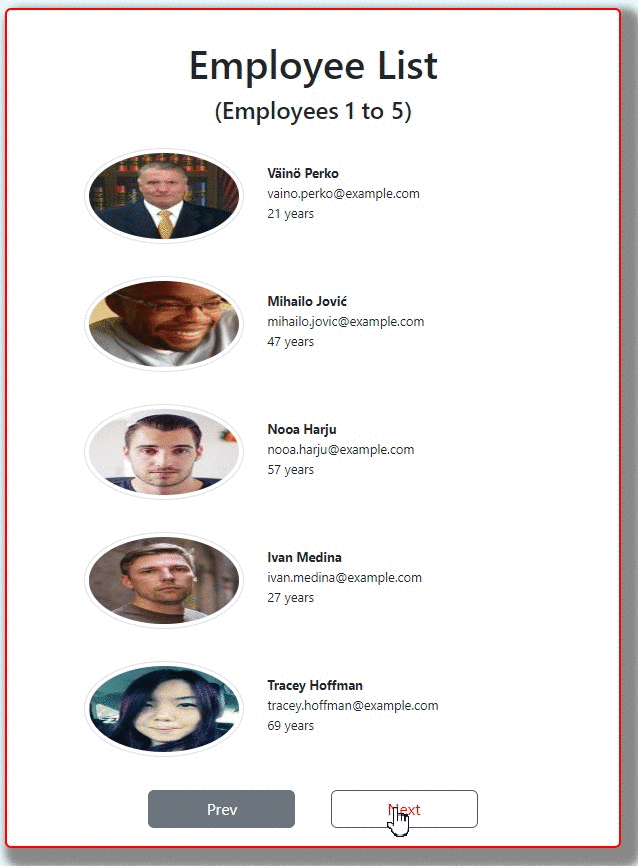 Employee List
(Employees 1 to 5)
Väinö Perko
vaino.perko@example.com
21 years
Mihailo Jović
mihailo.jovic@example.com
47 years
Nooa Harju
nooa.harju@example.com
57 years
Ivan Medina
ivan.medina@example.com
27 years
Tracey Hoffman
tracey.hoffman@example.com
69 years
Prev
Next